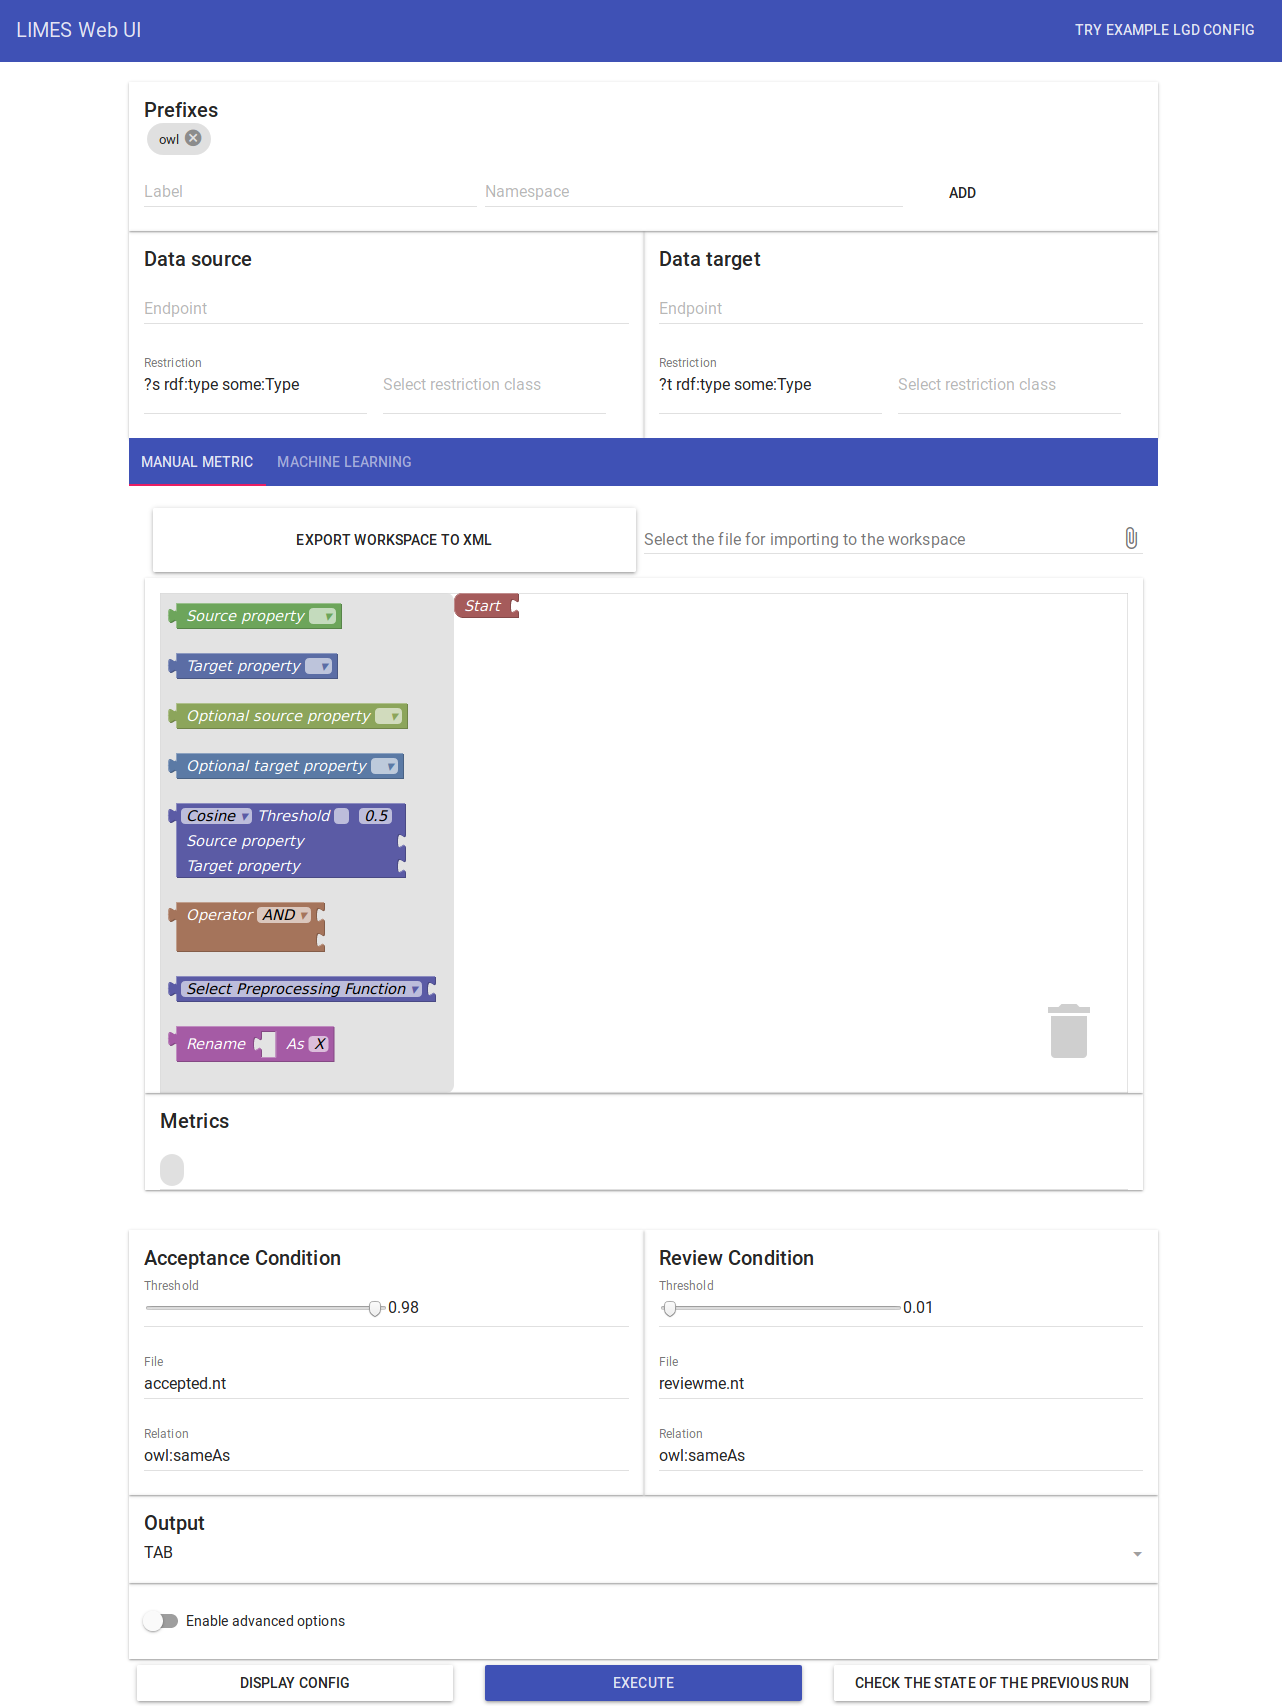 LIMES Web UI
TRY EXAMPLE LGD CONFIG
Prefixes
owl
Label
Namespace
ADD
Data source
Data target
Endpoint
Endpoint
Restriction
?s rdf:type some:Type
Select restriction class
Restriction
?t rdf:type some:Type
Select restriction class
MANUAL METRIC
MACHINE LEARNING
EXPORT WORKSPACE TO XML
Select the file for importing to the workspace
Source property
Start
Target property
Optional source property
Optional target property
Cosine Threshold 0.5
Source property
Target property
Operator AND
Select Preprocessing Function
Rename As X
Metrics
Acceptance Condition
Threshold
0.98
File
accepted.nt
Relation
owl:sameAs
Review Condition
Threshold
0.01
File
reviewme.nt
Relation
owl:sameAs
Output
TAB
Enable advanced options
DISPLAY CONFIG
EXECUTE
CHECK THE STATE OF THE PREVIOUS RUN